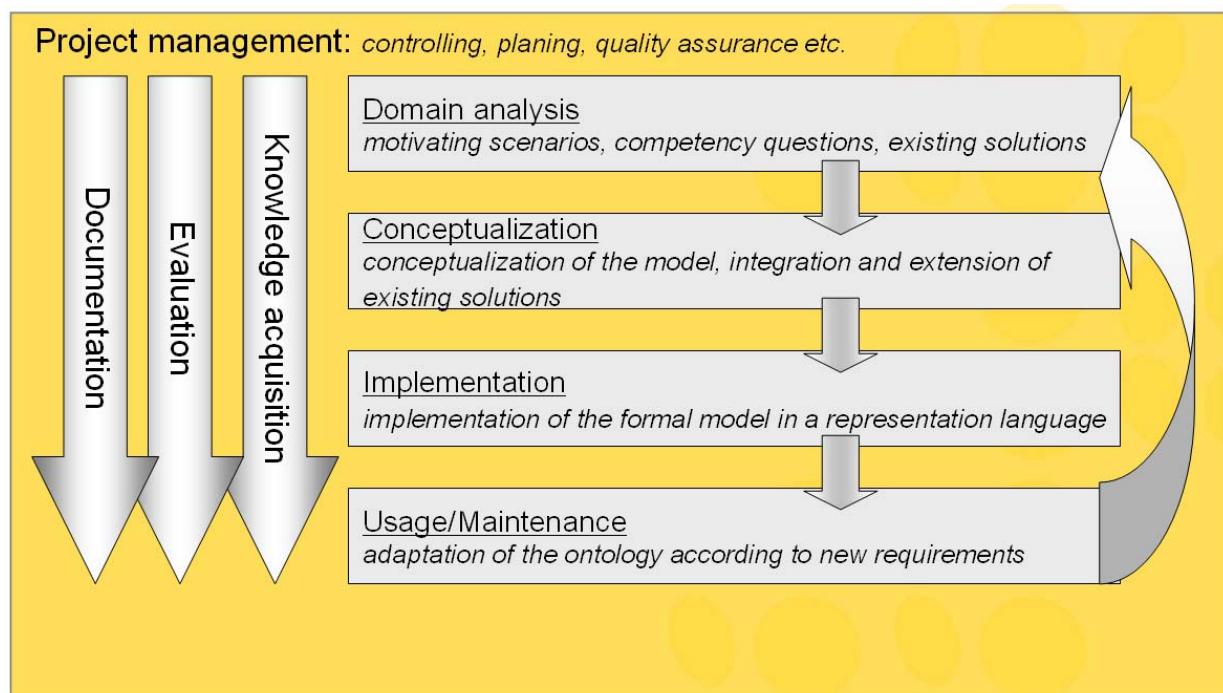 Project management: controlling, planing, quality assurance etc.
Documentation
Evaluation
Knowledge acquisition
Domain analysis
motivating scenarios, competency questions, existing solutions
Conceptualization
conceptualization of the model, integration and extension of
existing solutions
Implementation
implementation of the formal model in a representation language
Usage/Maintenance
adaptation of the ontology according to new requirements